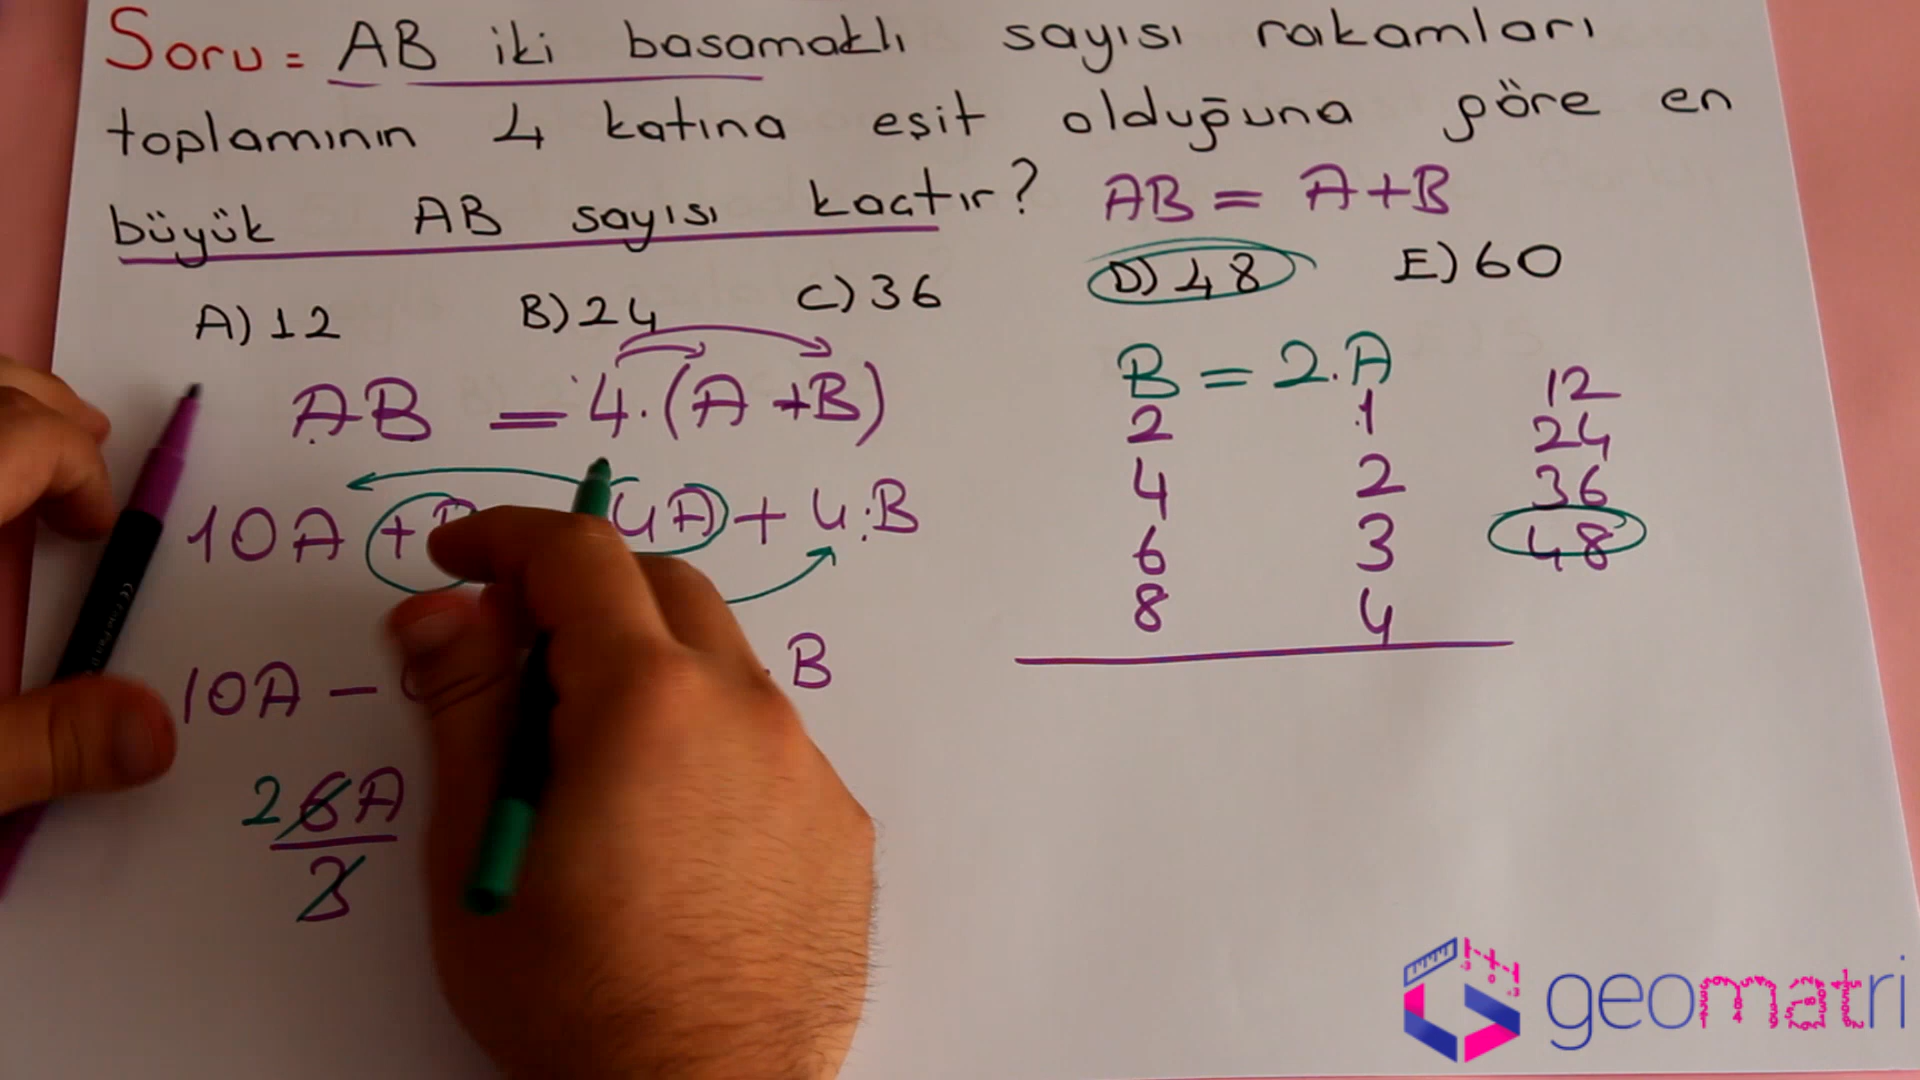 Soru = AB iki basamaklı sayısı rakamları
toplamının 4 katına eşit olduğuna göre en
büyük AB sayısı kaçtır?
AB = A+B
A) 12 B) 24 C) 36 D) 48 E) 60
AB = 4.(A+B)
10A + 4A + 4.B
10A - B
2 6A
3
B = 2.A
2 1 12
4 2 24
6 3 36
8 4 48
geomatri